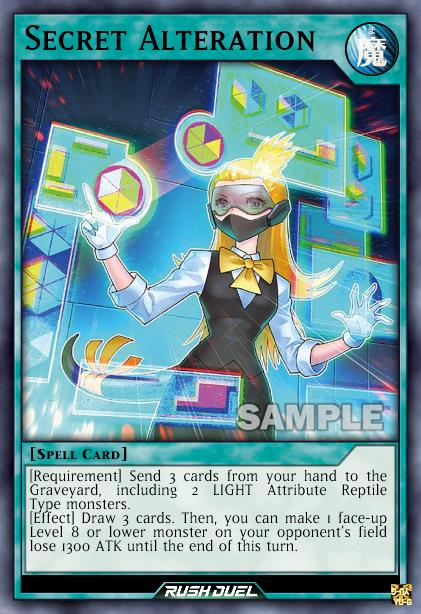 SECRET ALTERATION
ま
魔
SAMPLE
[SPELL CARD]
[Requirement] Send 3 cards from your hand to the
Graveyard, including 2 LIGHT Attribute Reptile
Type monsters.
[Effect] Draw 3 cards. Then, you can make 1 face-up
Level 8 or lower monster on your opponent's field
lose 1300 ATK until the end of this turn.
RUSH DUEL